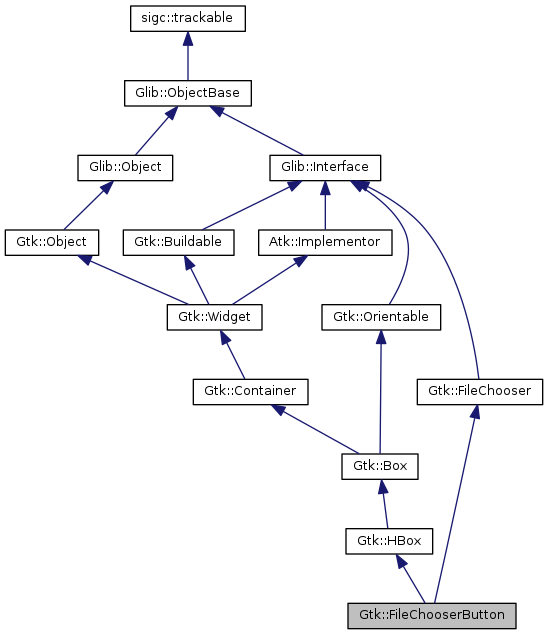 sigc::trackable
Glib::ObjectBase
Glib::Object
Glib::Interface
Gtk::Object
Gtk::Buildable
Atk::Implementor
Gtk::Widget
Gtk::Orientable
Gtk::Container
Gtk::FileChooser
Gtk::Box
Gtk::HBox
Gtk::FileChooserButton